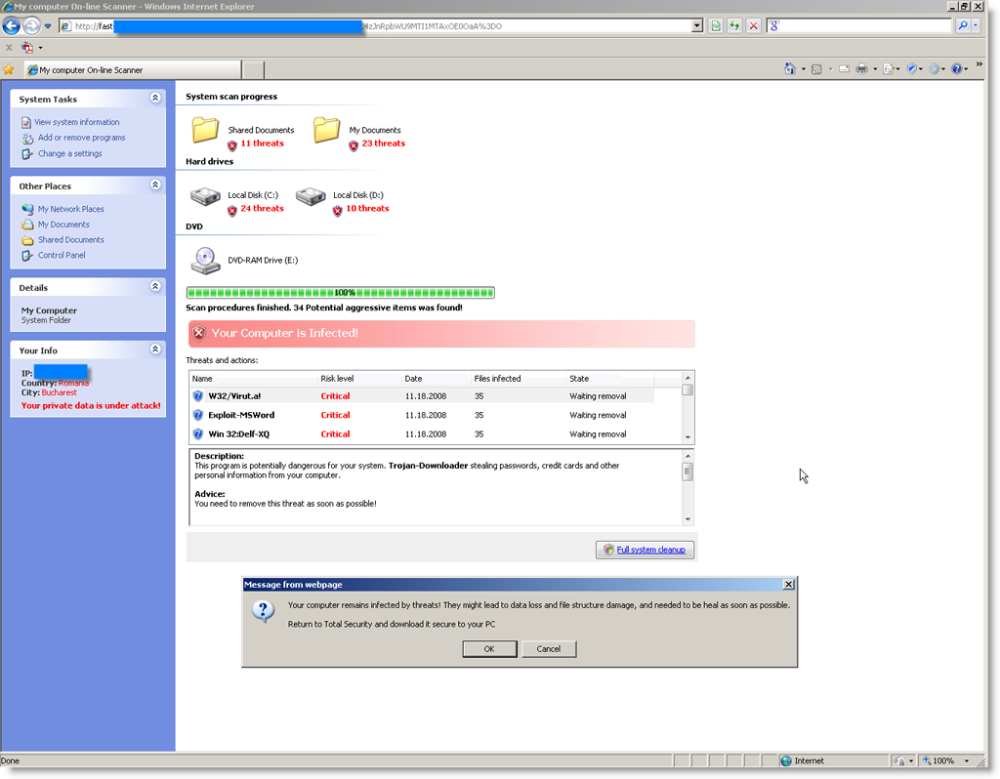 My computer On-line Scanner - Windows Internet Explorer
http://fast
My computer On-line Scanner
System Tasks
View system information
Add or remove programs
Change a settings
Other Places
My Network Places
My Documents
Shared Documents
Control Panel
Details
My Computer
System Folder
Your Info
IP:
Country: Romania
City: Bucharest
Your private data is under attack!
System scan progress
Shared Documents
11 threats
My Documents
23 threats
Hard drives
Local Disk (C:)
24 threats
Local Disk (D:)
10 threats
DVD
DVD-RAM Drive (E:)
100%
Scan procedures finished. 34 Potential aggressive items was found!
Your Computer is Infected!
Threats and actions:
Name Risk level Date Files infected State
W32/Virut.a! Critical 11.18.2008 35 Waiting removal
Exploit-MSWord Critical 11.18.2008 35 Waiting removal
Win 32:Delf-XQ Critical 11.18.2008 35 Waiting removal
Description:
This program is potentially dangerous for your system. Trojan-Downloader stealing passwords, credit cards and other
personal information from your computer.
Advice:
You need to remove this threat as soon as possible!
Full system cleanup
Message from webpage
Your computer remains infected by threats! They might lead to data loss and file structure damage, and needed to be heal as soon as possible.
Return to Total Security and download it secure to your PC
OK Cancel
Done Internet 100%